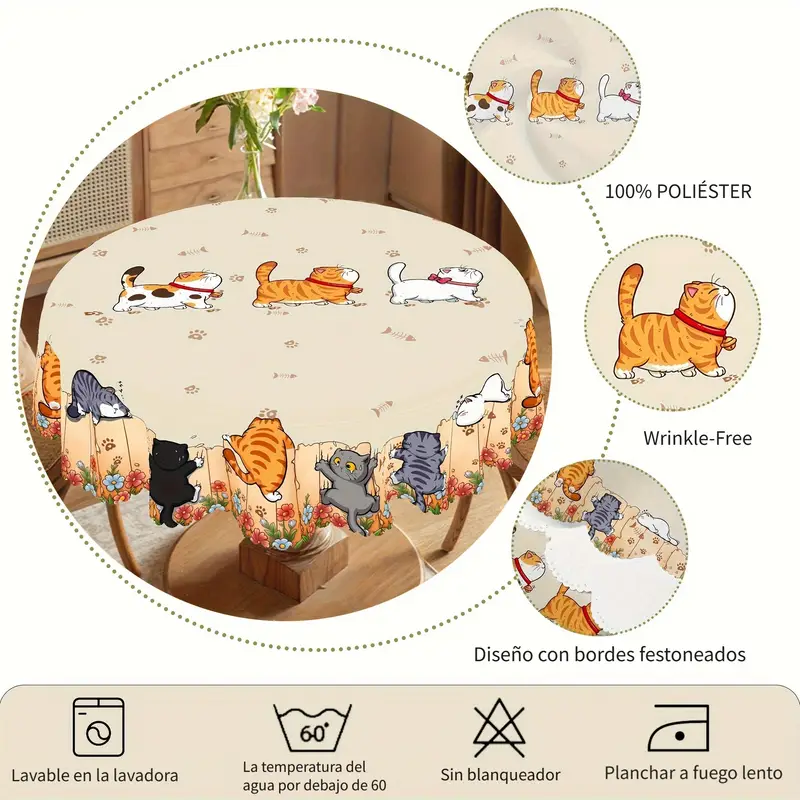 100% POLIÉSTER
Wrinkle-Free
Diseño con bordes festoneados
60°
Lavable en la lavadora
La temperatura del
agua por debajo de 60
Sin blanqueador
Planchar a fuego lento